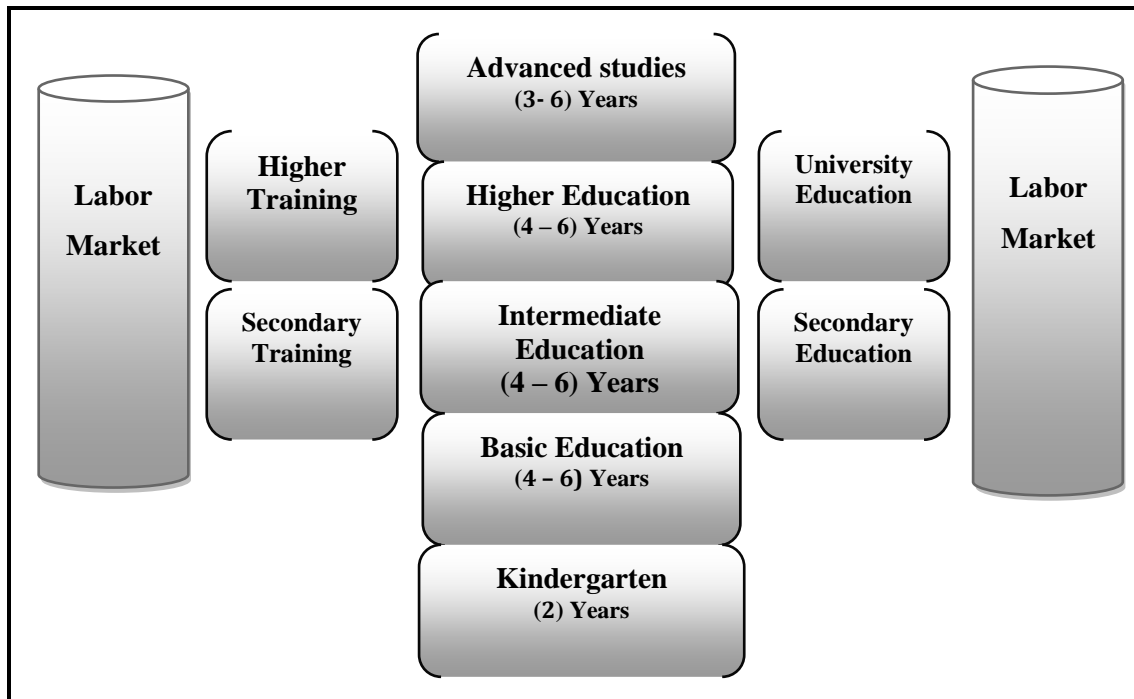 Advanced studies
(3- 6) Years
Labor
Market
Higher
Training
Higher Education
(4 – 6) Years
University
Education
Labor
Market
Secondary
Training
Intermediate
Education
(4 – 6) Years
Secondary
Education
Basic Education
(4 – 6) Years
Kindergarten
(2) Years